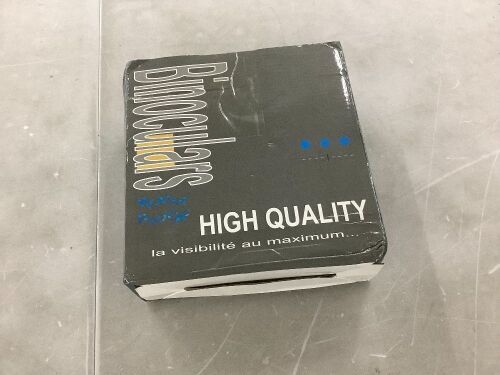 Binoculars
HIGH QUALITY
la visibilité au maximum...